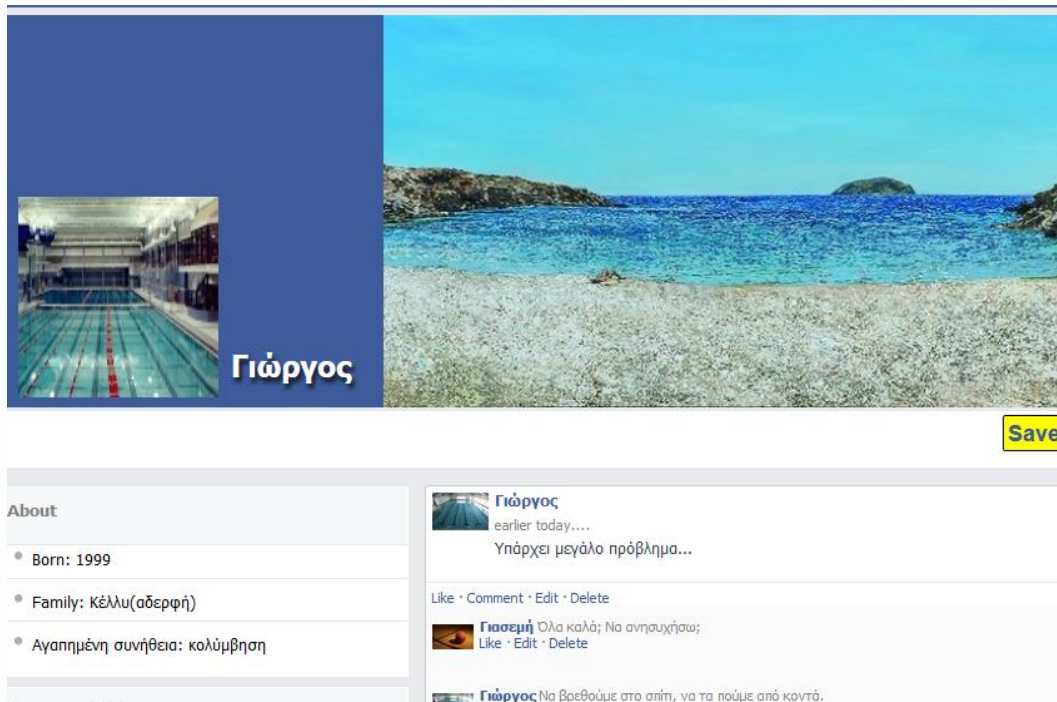 Γιώργος
Save
About
Born: 1999
Family: Κέλλυ(αδερφή)
Αγαπημένη συνήθεια: κολύμβηση
Γιώργος
earlier today....
Υπάρχει μεγάλο πρόβλημα...
Like · Comment · Edit · Delete
Γιασεμή Όλα καλά; Να ανησυχήσω;
Like · Edit · Delete
Γιώργος Να βρεθούμε στο σπίτι, να τα πούμε από κοντά.